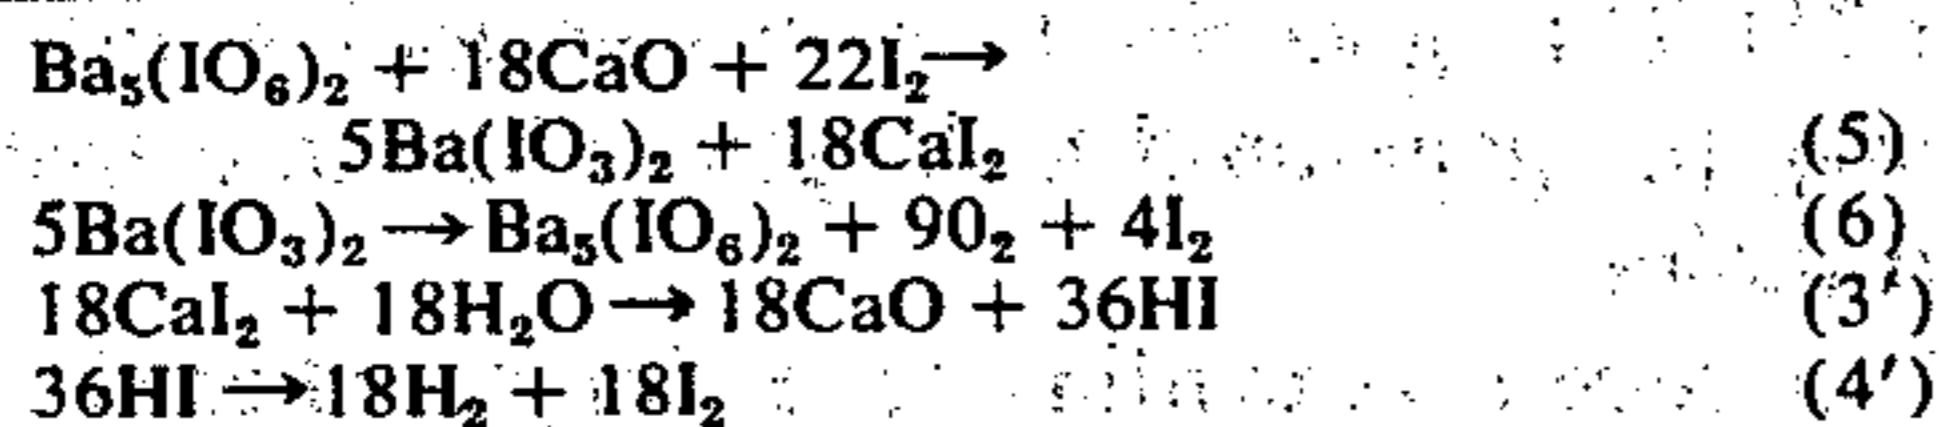 Ba₅(IO₆)₂ + 18CaO + 22I₂→
5Ba(IO₃)₂ + 18CaI₂ (5)
5Ba(IO₃)₂→Ba₅(IO₆)₂ + 9O₂ + 4I₂ (6)
18CaI₂ + 18H₂O→18CaO + 36HI (3′)
36HI→18H₂ + 18I₂ (4′)